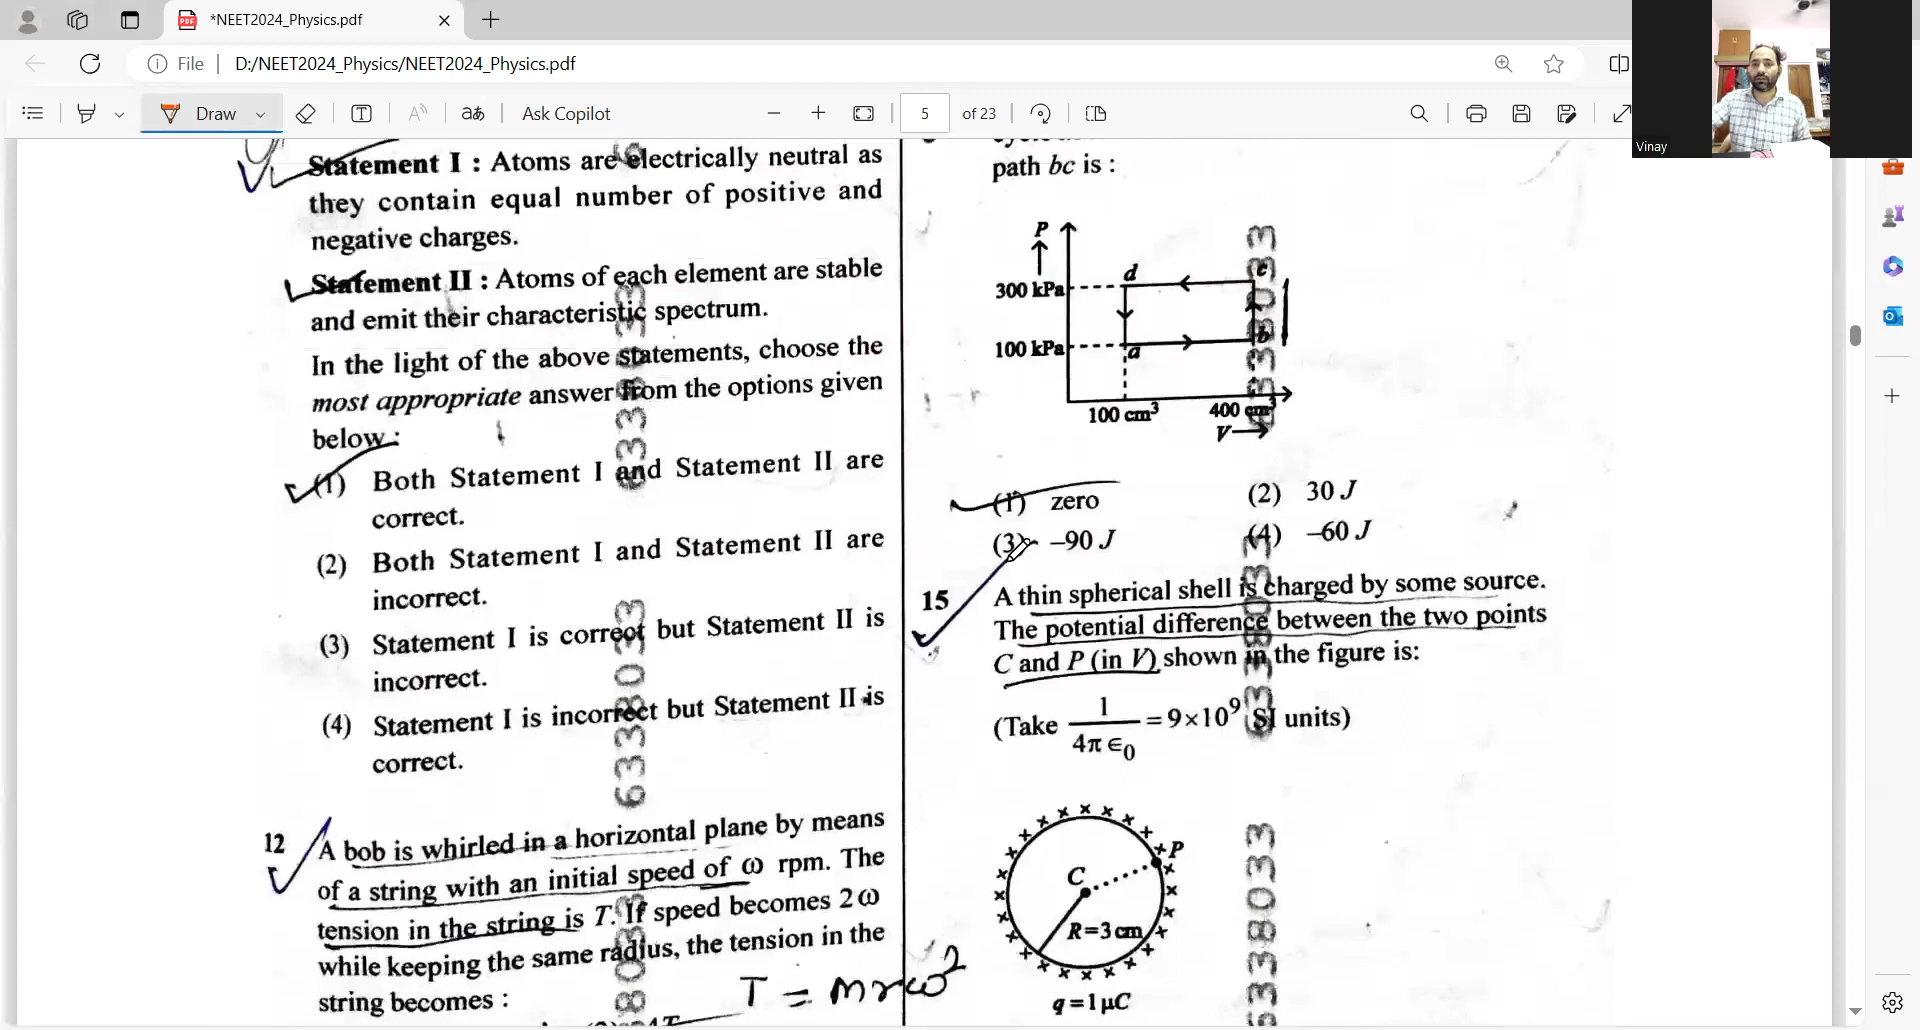 *NEET2024_Physics.pdf
File
D:/NEET2024_Physics/NEET2024_Physics.pdf
Draw
Ask Copilot
5
of 23
Vinay
Statement I : Atoms are electrically neutral as
they contain equal number of positive and
negative charges.
Statement II : Atoms of each element are stable
and emit their characteristic spectrum.
In the light of the above statements, choose the
most appropriate answer from the options given
below :
(1) Both Statement I and Statement II are
correct.
(2) Both Statement I and Statement II are
incorrect.
(3) Statement I is correct but Statement II is
incorrect.
(4) Statement I is incorrect but Statement II is
correct.
12 A bob is whirled in a horizontal plane by means
of a string with an initial speed of ω rpm. The
tension in the string is T. If speed becomes 2ω
while keeping the same radius, the tension in the
string becomes :
T = mrω²
path bc is :
P
d
c
300 kPa
100 kPa
a
b
100 cm³
400 cm³
V
(1) zero
(2) 30 J
(3) –90 J
(4) –60 J
15 A thin spherical shell is charged by some source.
The potential difference between the two points
C and P (in V) shown in the figure is:
(Take 1/4π∈₀ = 9×10⁹ SI units)
P
C
R=3 cm
q=1 μC
6338033